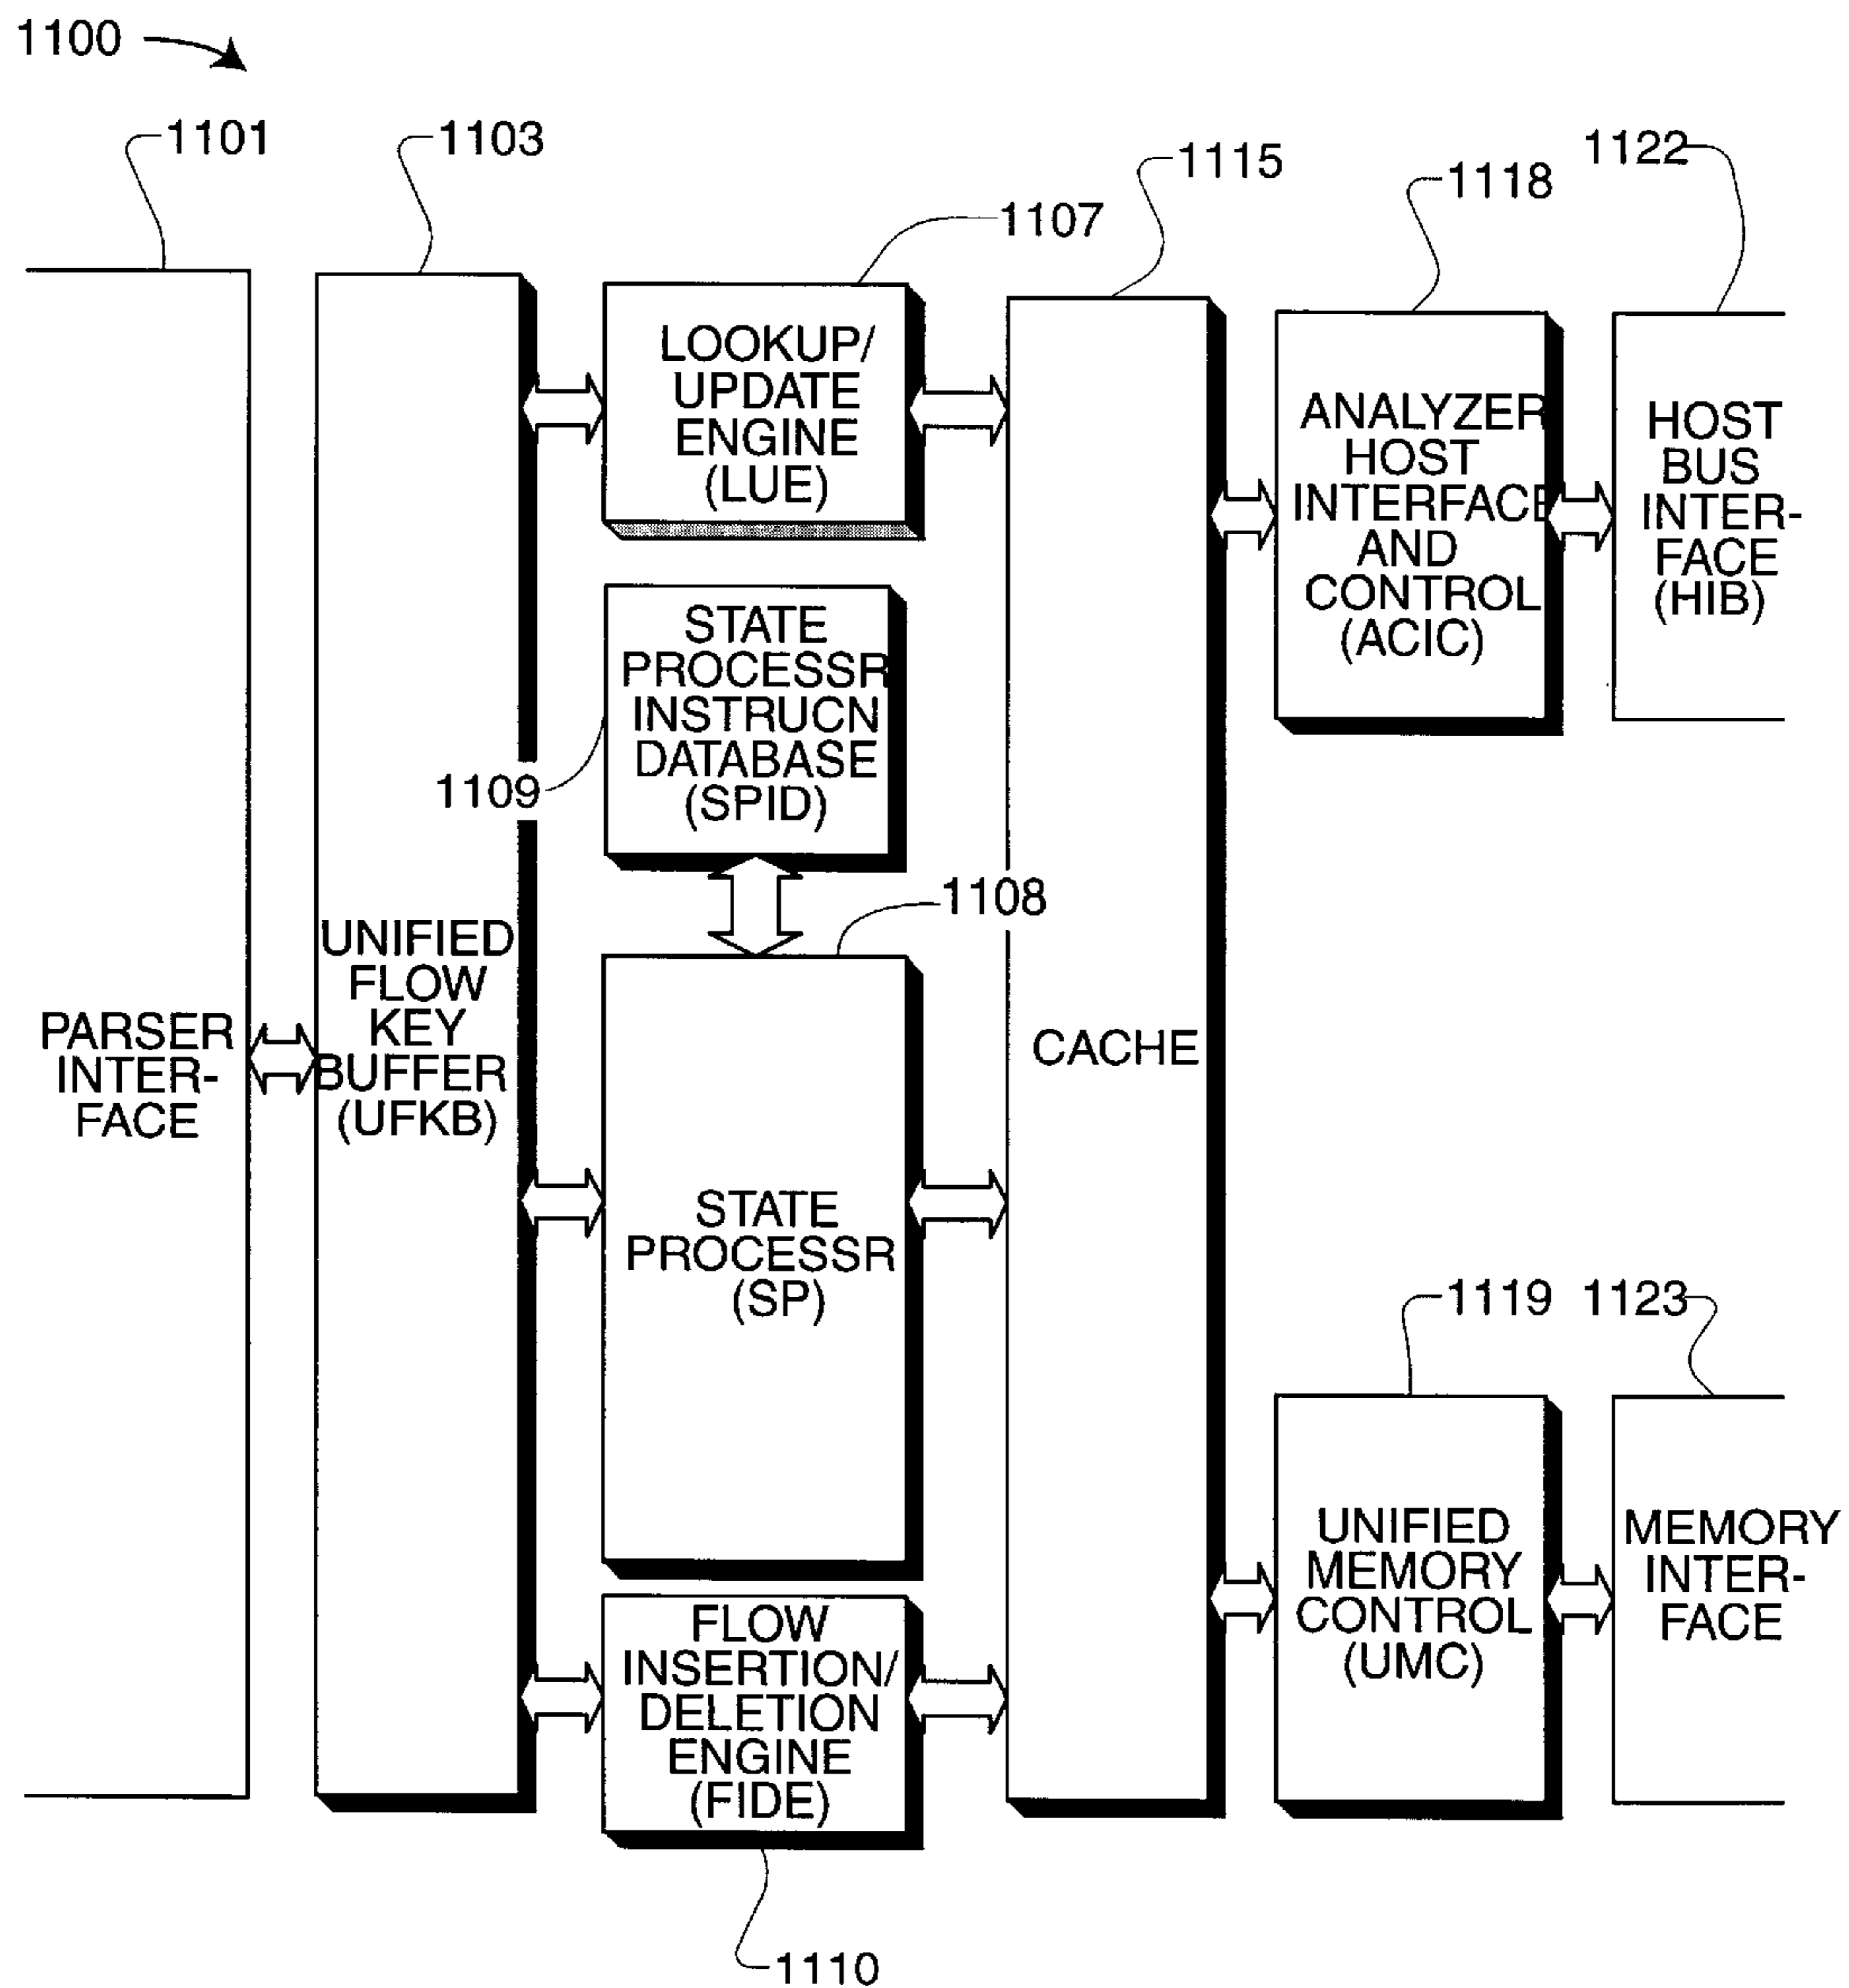 1100
1101
1103
1107
1115
1118
1122
LOOKUP/
UPDATE
ENGINE
(LUE)
ANALYZER
HOST
INTERFACE
AND
CONTROL
(ACIC)
HOST
BUS
INTER-
FACE
(HIB)
STATE
PROCESSR
INSTRUCN
DATABASE
(SPID)
1109
1108
UNIFIED
FLOW
KEY
BUFFER
(UFKB)
PARSER
INTER-
FACE
CACHE
STATE
PROCESSR
(SP)
1119
1123
UNIFIED
MEMORY
CONTROL
(UMC)
MEMORY
INTER-
FACE
FLOW
INSERTION/
DELETION
ENGINE
(FIDE)
1110